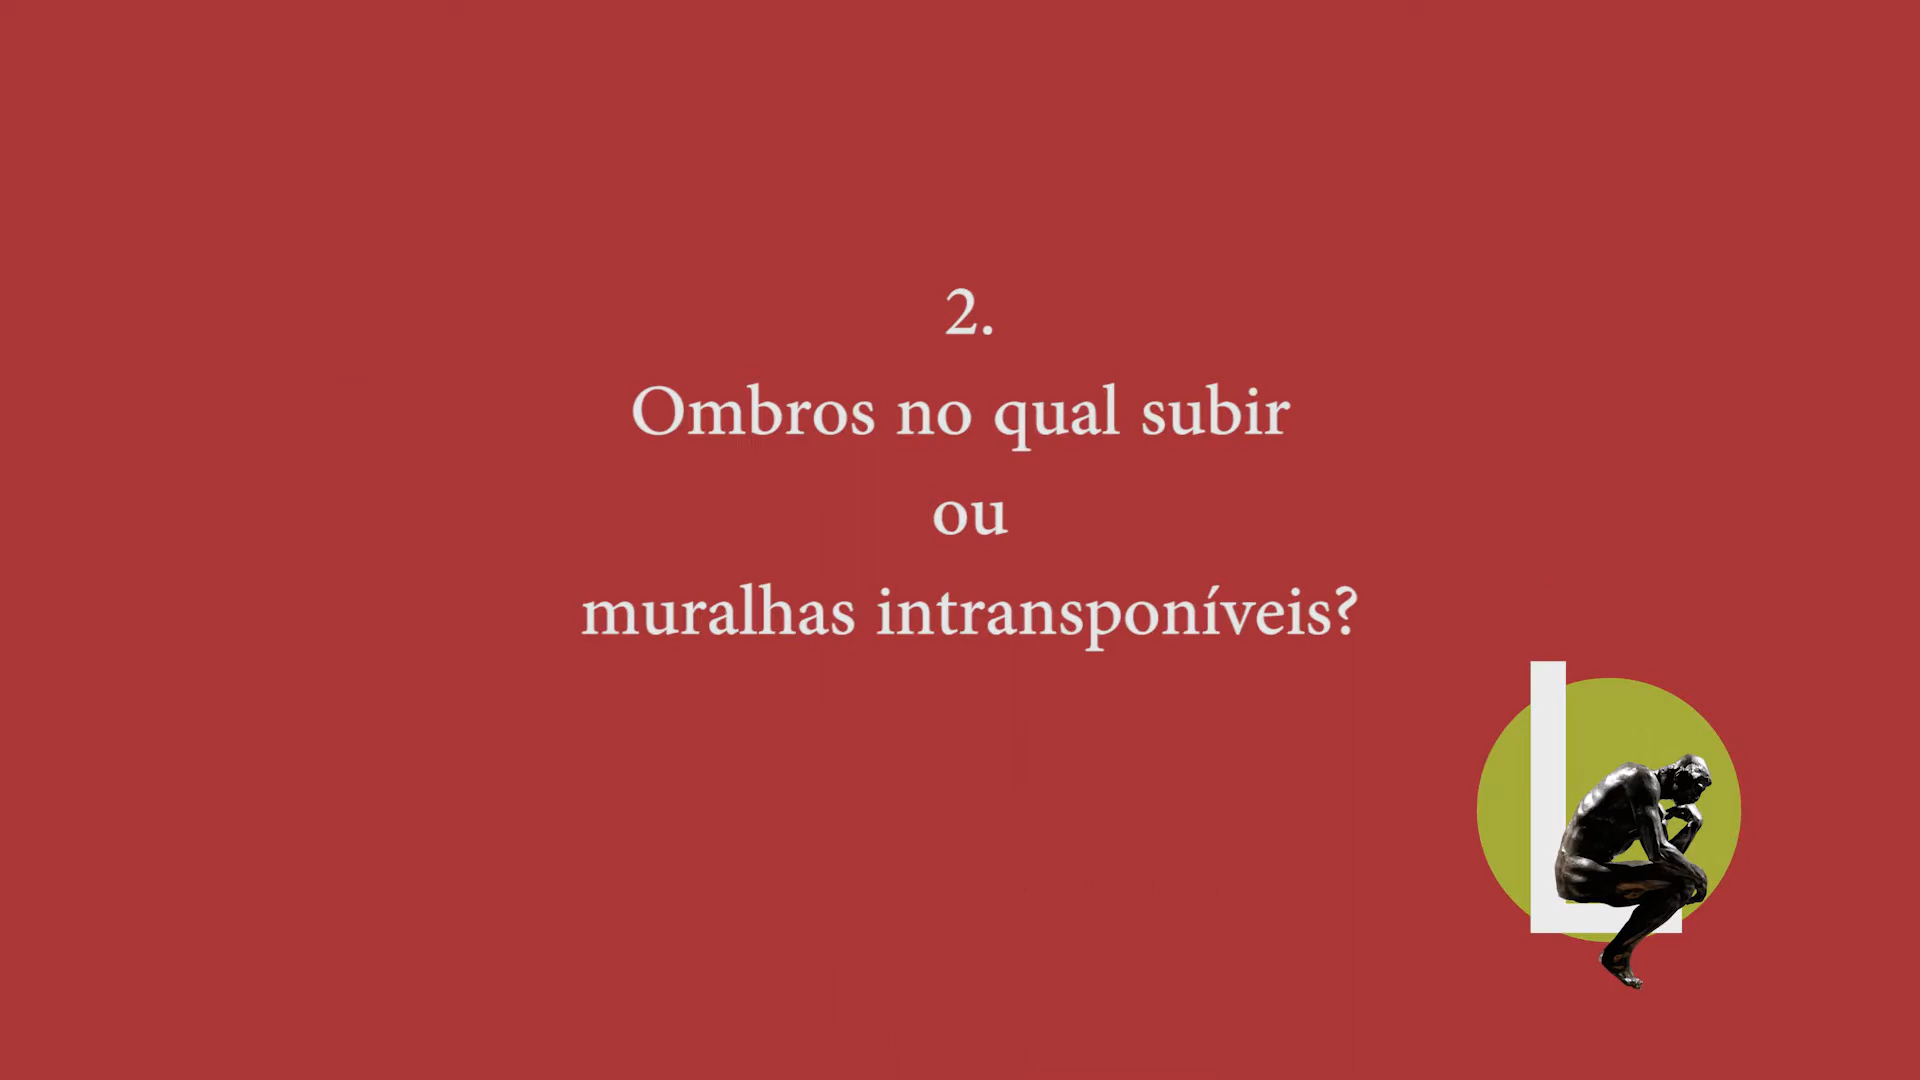 2.
Ombros no qual subir
ou
muralhas intransponíveis?
L